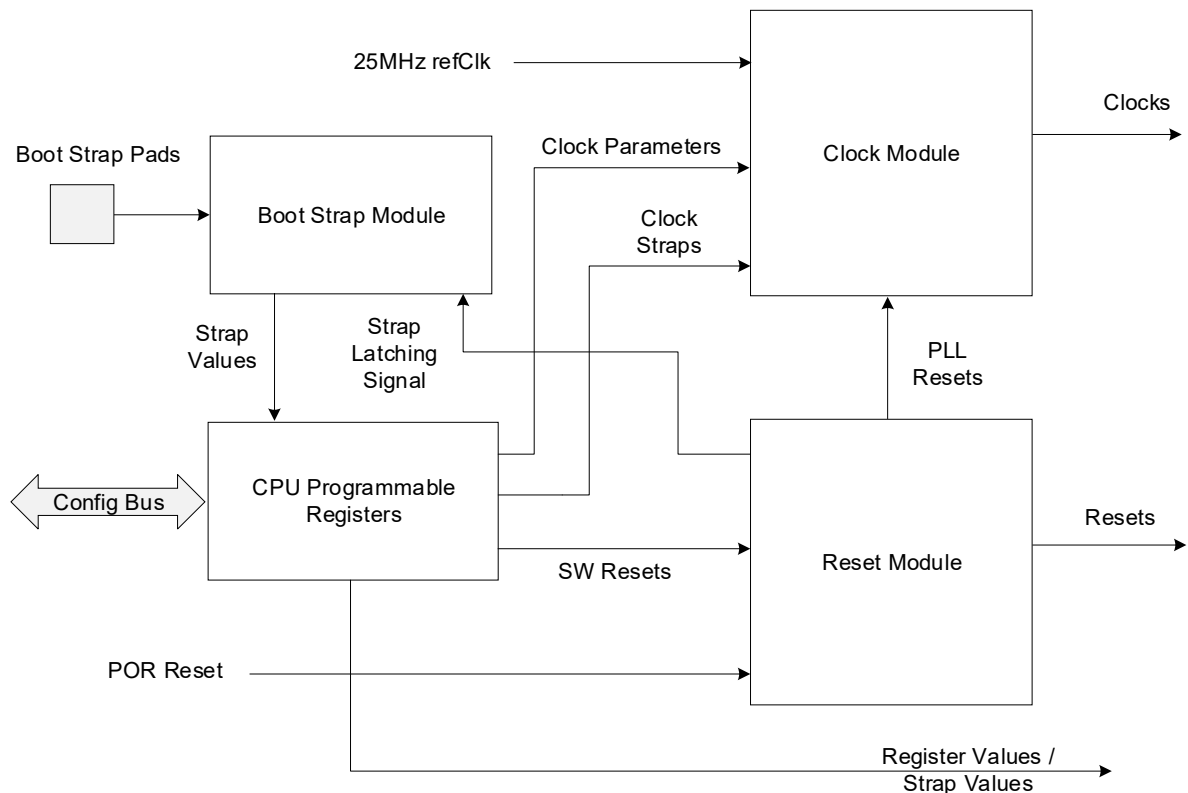 25MHz refClk
Clocks
Clock Parameters
Clock Module
Boot Strap Pads
Boot Strap Module
Clock
Straps
Strap
Values
Strap
Latching
Signal
PLL
Resets
CPU Programmable
Registers
Config Bus
Resets
SW Resets
Reset Module
POR Reset
Register Values /
Strap Values